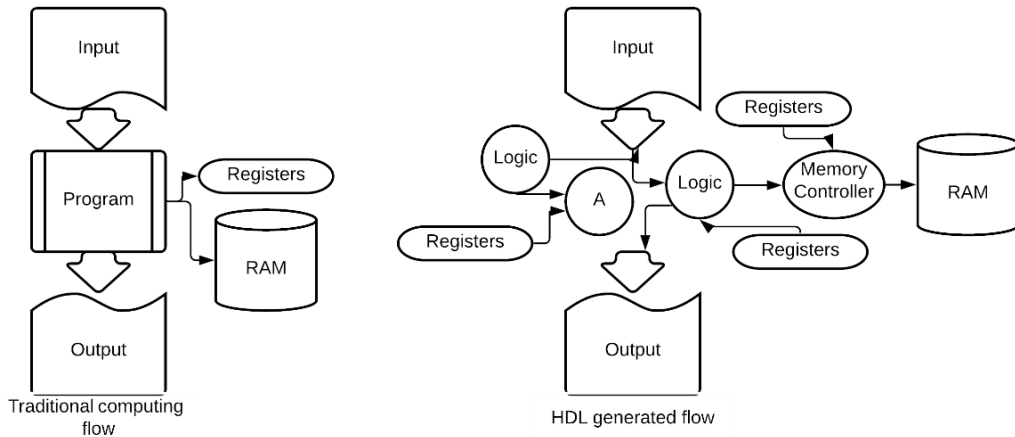 Input
Program
Registers
RAM
Output
Traditional computing
flow
Input
Registers
Logic
Logic
Memory
Controller
RAM
A
Registers
Registers
Output
HDL generated flow